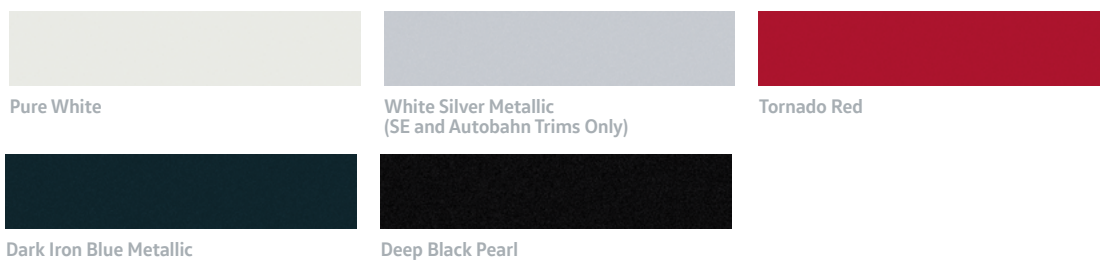 Pure White
White Silver Metallic
(SE and Autobahn Trims Only)
Tornado Red
Dark Iron Blue Metallic
Deep Black Pearl